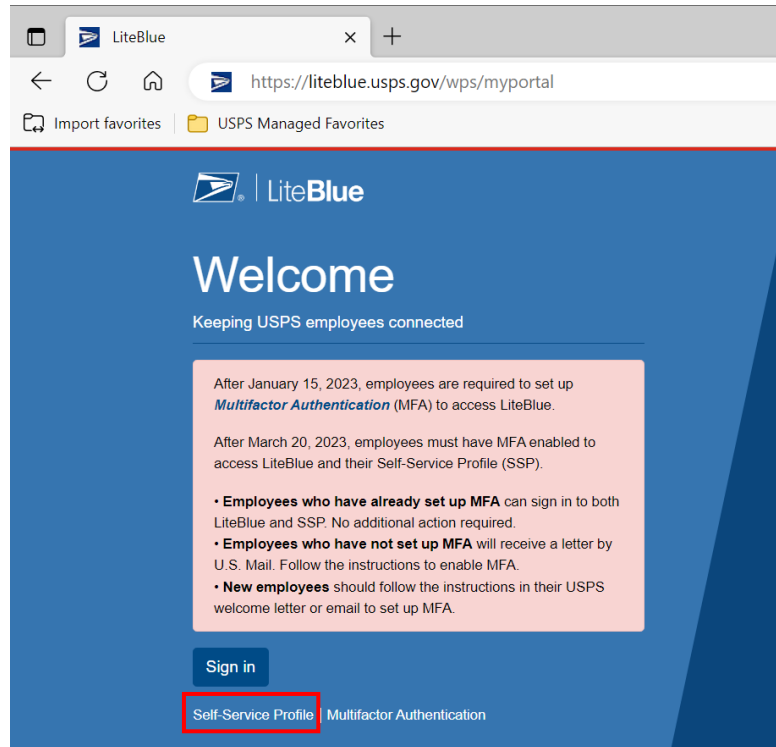 LiteBlue
https://liteblue.usps.gov/wps/myportal
Import favorites
USPS Managed Favorites
LiteBlue
Welcome
Keeping USPS employees connected
After January 15, 2023, employees are required to set up
Multifactor Authentication (MFA) to access LiteBlue.
After March 20, 2023, employees must have MFA enabled to
access LiteBlue and their Self-Service Profile (SSP).
• Employees who have already set up MFA can sign in to both
LiteBlue and SSP. No additional action required.
• Employees who have not set up MFA will receive a letter by
U.S. Mail. Follow the instructions to enable MFA.
• New employees should follow the instructions in their USPS
welcome letter or email to set up MFA.
Sign in
Self-Service Profile | Multifactor Authentication